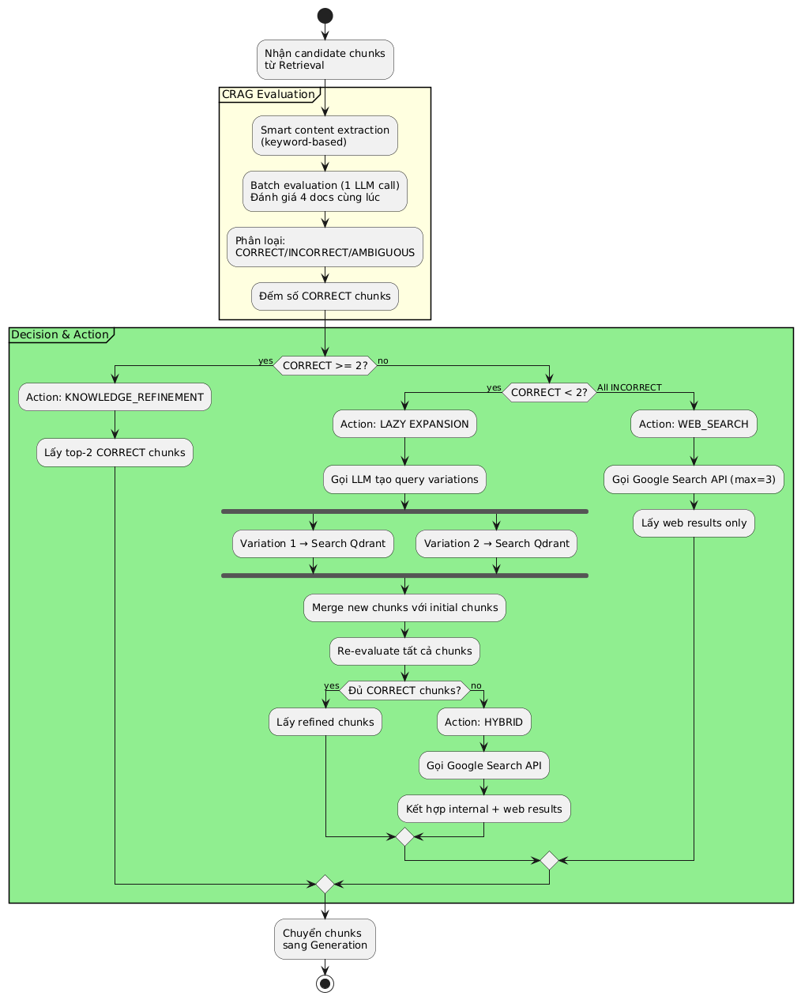 Nhận candidate chunks
từ Retrieval
CRAG Evaluation
Smart content extraction
(keyword-based)
Batch evaluation (1 LLM call)
Đánh giá 4 docs cùng lúc
Phân loại:
CORRECT/INCORRECT/AMBIGUOUS
Đếm số CORRECT chunks
Decision & Action
CORRECT >= 2?
yes
no
Action: KNOWLEDGE_REFINEMENT
Lấy top-2 CORRECT chunks
CORRECT < 2?
yes
All INCORRECT
Action: LAZY EXPANSION
Gọi LLM tạo query variations
Variation 1 → Search Qdrant
Variation 2 → Search Qdrant
Merge new chunks với initial chunks
Re-evaluate tất cả chunks
Đủ CORRECT chunks?
yes
no
Lấy refined chunks
Action: HYBRID
Gọi Google Search API
Kết hợp internal + web results
Action: WEB_SEARCH
Gọi Google Search API (max=3)
Lấy web results only
Chuyển chunks
sang Generation